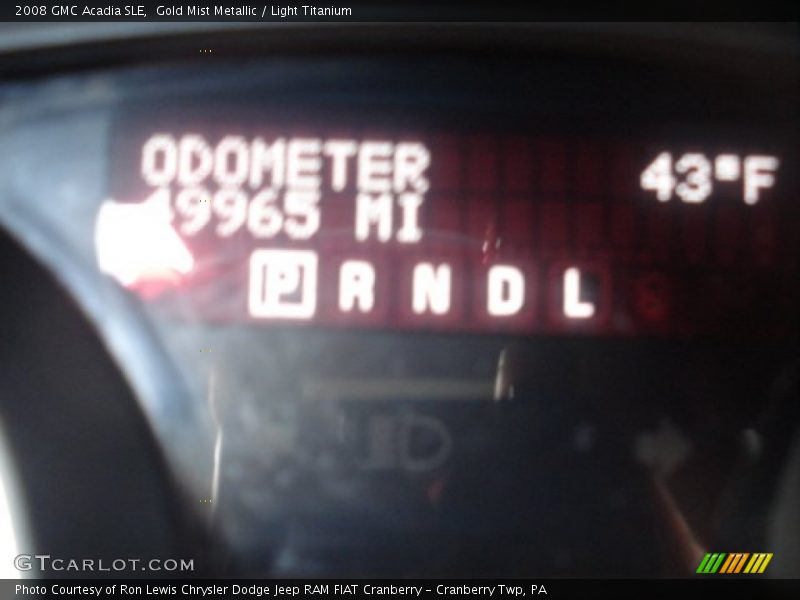 2008 GMC Acadia SLE, Gold Mist Metallic / Light Titanium
ODOMETER 43°F
MI
P R N D L
GTCARLOT.COM
Photo Courtesy of Ron Lewis Chrysler Dodge Jeep RAM FIAT Cranberry – Cranberry Twp, PA